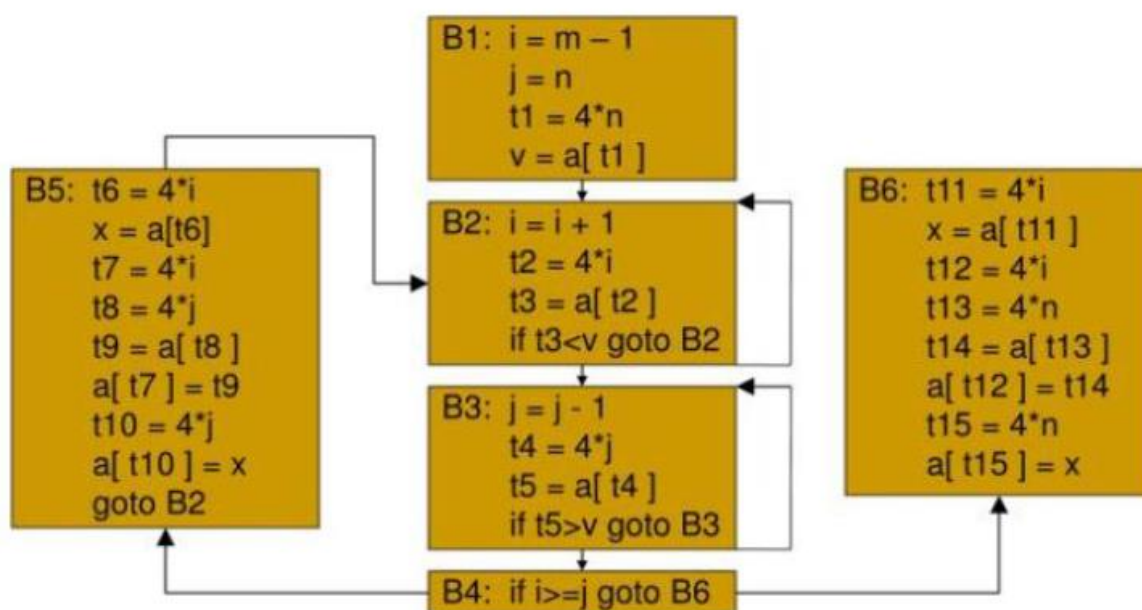 B1: i = m – 1
j = n
t1 = 4*n
v = a[ t1 ]
B5: t6 = 4*i
x = a[t6]
t7 = 4*i
t8 = 4*j
t9 = a[ t8 ]
a[ t7 ] = t9
t10 = 4*j
a[ t10 ] = x
goto B2
B2: i = i + 1
t2 = 4*i
t3 = a[ t2 ]
if t3<v goto B2
B3: j = j - 1
t4 = 4*j
t5 = a[ t4 ]
if t5>v goto B3
B4: if i>=j goto B6
B6: t11 = 4*i
x = a[ t11 ]
t12 = 4*i
t13 = 4*n
t14 = a[ t13 ]
a[ t12 ] = t14
t15 = 4*n
a[ t15 ] = x